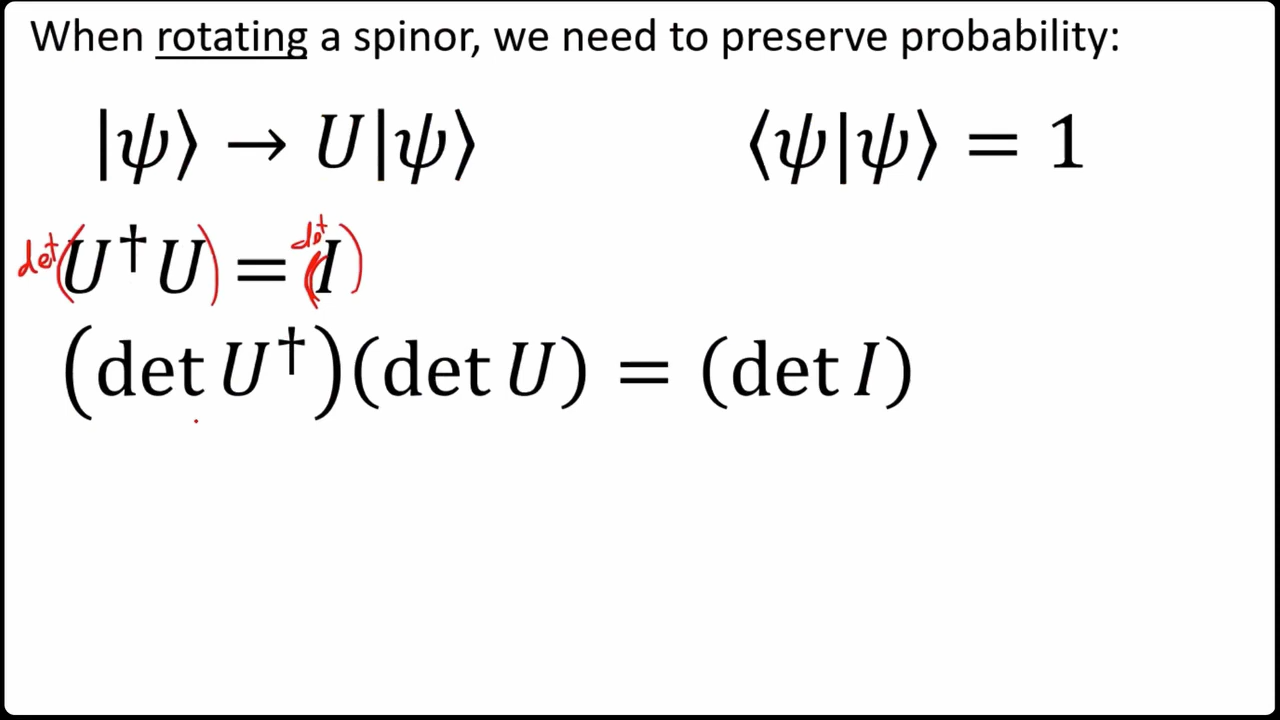 When rotating a spinor, we need to preserve probability:
|ψ⟩ → U|ψ⟩ ⟨ψ|ψ⟩ = 1
det(U†U) = det(I)
(det U†)(det U) = (det I)